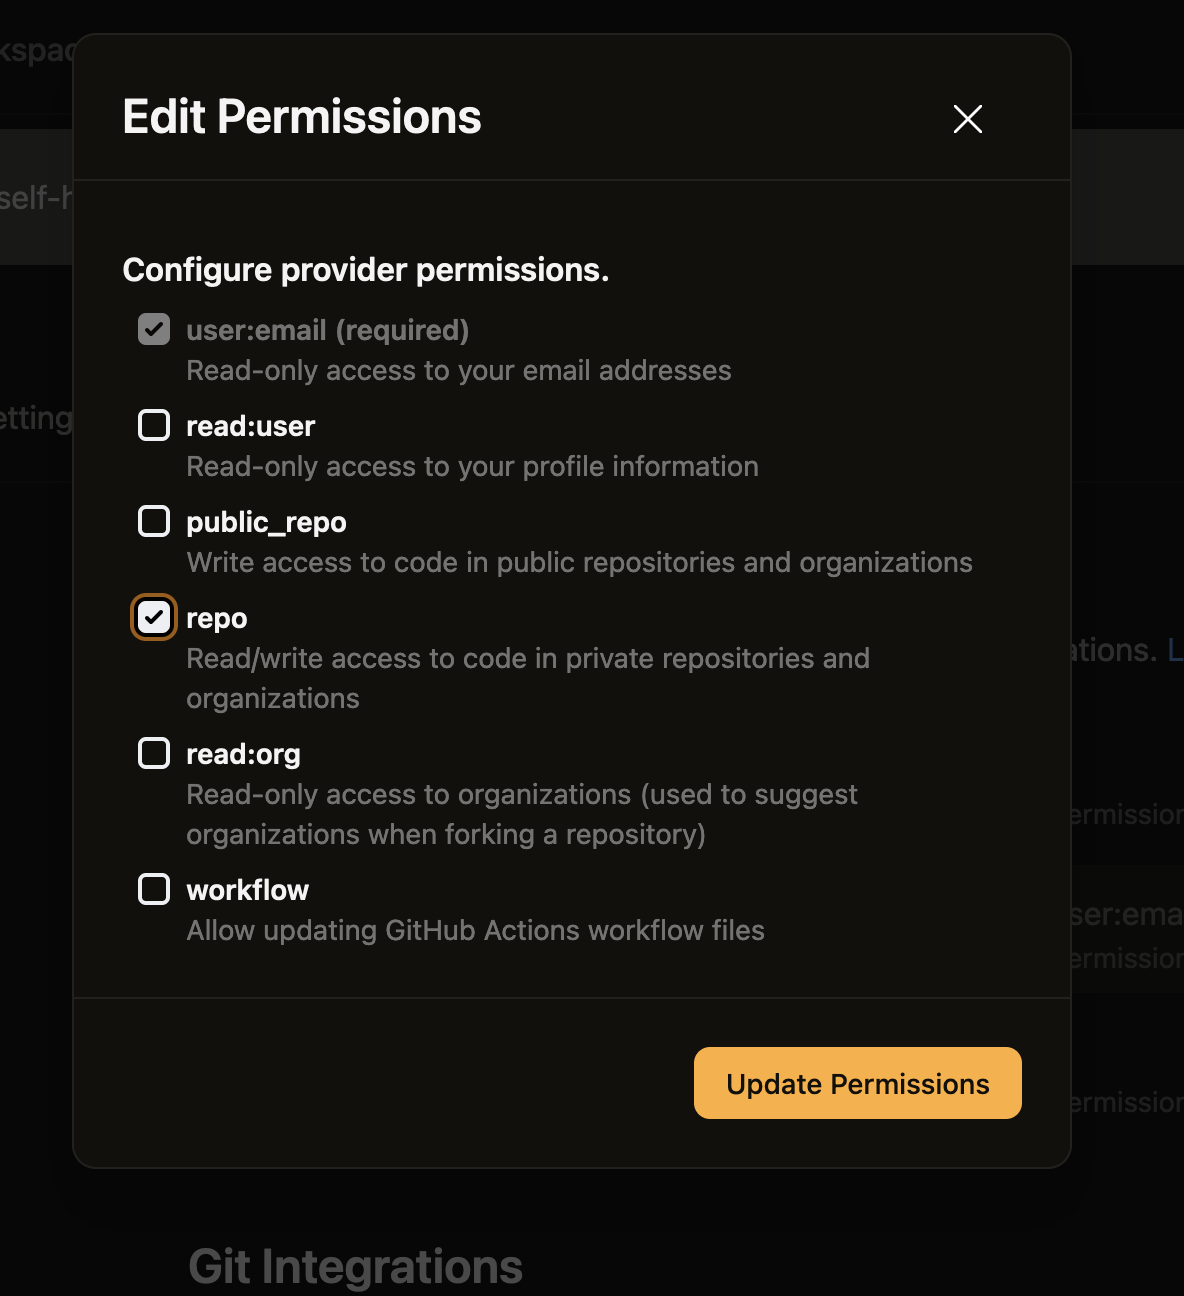 Edit Permissions
Configure provider permissions.
user:email (required)
Read-only access to your email addresses
read:user
Read-only access to your profile information
public_repo
Write access to code in public repositories and organizations
repo
Read/write access to code in private repositories and
organizations
ations. L
read:org
Read-only access to organizations (used to suggest
organizations when forking a repository)
workflow
Allow updating GitHub Actions workflow files
Update Permissions
Git Integrations